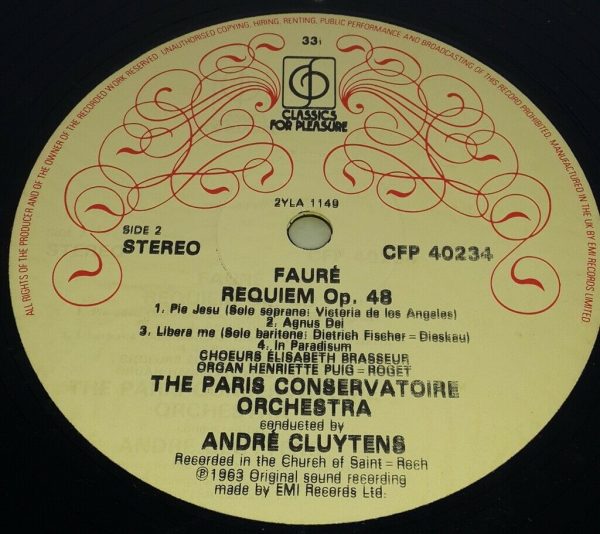 ALL RIGHTS OF THE PRODUCER AND OF THE OWNER OF THE RECORDED WORK RESERVED. UNAUTHORISED COPYING, HIRING, RENTING, PUBLIC PERFORMANCE AND BROADCASTING OF THIS RECORD PROHIBITED. MANUFACTURED IN THE UK BY EMI RECORDS LIMITED
33⅓
CLASSICS
FOR PLEASURE
2YLA 1149
SIDE 2
STEREO
CFP 40234
FAURÉ
REQUIEM Op. 48
1. Pie Jesu (Solo soprano: Victoria de los Angeles)
2. Agnus Dei
3. Libera me (Solo baritone: Dietrich Fischer=Dieskau)
4. In Paradisum
CHOEURS ÉLISABETH BRASSEUR
ORGAN HENRIETTE PUIG=ROGET
THE PARIS CONSERVATOIRE
ORCHESTRA
conducted by
ANDRÉ CLUYTENS
Recorded in the Church of Saint=Roch
℗1963 Original sound recording
made by EMI Records Ltd.